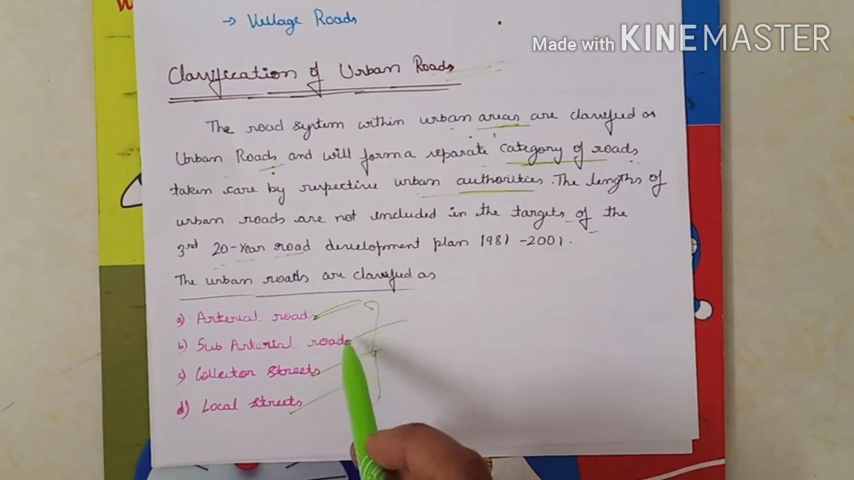 → Village Roads
Made with KINEMASTER
Classification of Urban Roads
The road system within urban areas are classified as
Urban Roads and will form a separate category of roads
taken care by respective urban authorities. The lengths of
urban roads are not included in the targets of the
3rd 20-Year road development plan 1981-2001.
The urban roads are classified as
a) Arterial roads
b) Sub Arterial roads
c) Collector Streets
d) Local Streets